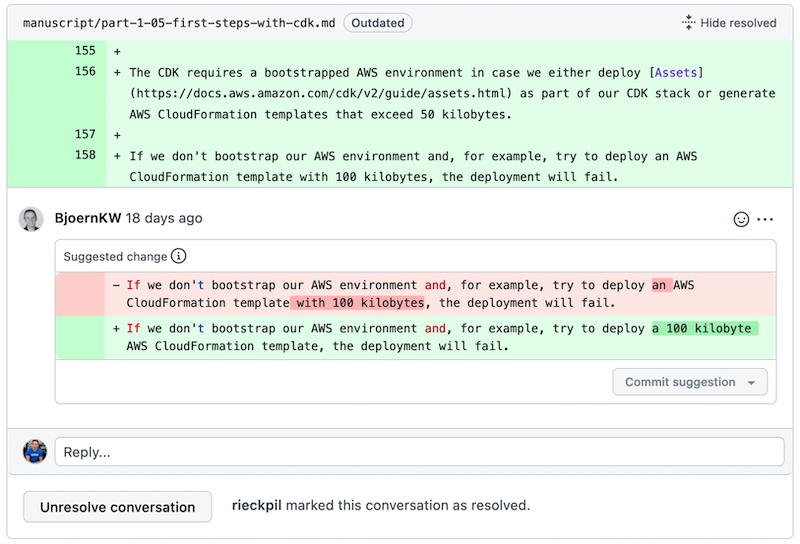 manuscript/part-1-05-first-steps-with-cdk.md Outdated Hide resolved
155 +
156 + The CDK requires a bootstrapped AWS environment in case we either deploy [Assets]
(https://docs.aws.amazon.com/cdk/v2/guide/assets.html) as part of our CDK stack or generate
AWS CloudFormation templates that exceed 50 kilobytes.
157 +
158 + If we don't bootstrap our AWS environment and, for example, try to deploy an AWS
CloudFormation template with 100 kilobytes, the deployment will fail.
BjoernKW 18 days ago
Suggested change
- If we don't bootstrap our AWS environment and, for example, try to deploy an AWS
CloudFormation template with 100 kilobytes, the deployment will fail.
+ If we don't bootstrap our AWS environment and, for example, try to deploy a 100 kilobyte
AWS CloudFormation template, the deployment will fail.
Commit suggestion
Reply...
Unresolve conversation rieckpil marked this conversation as resolved.